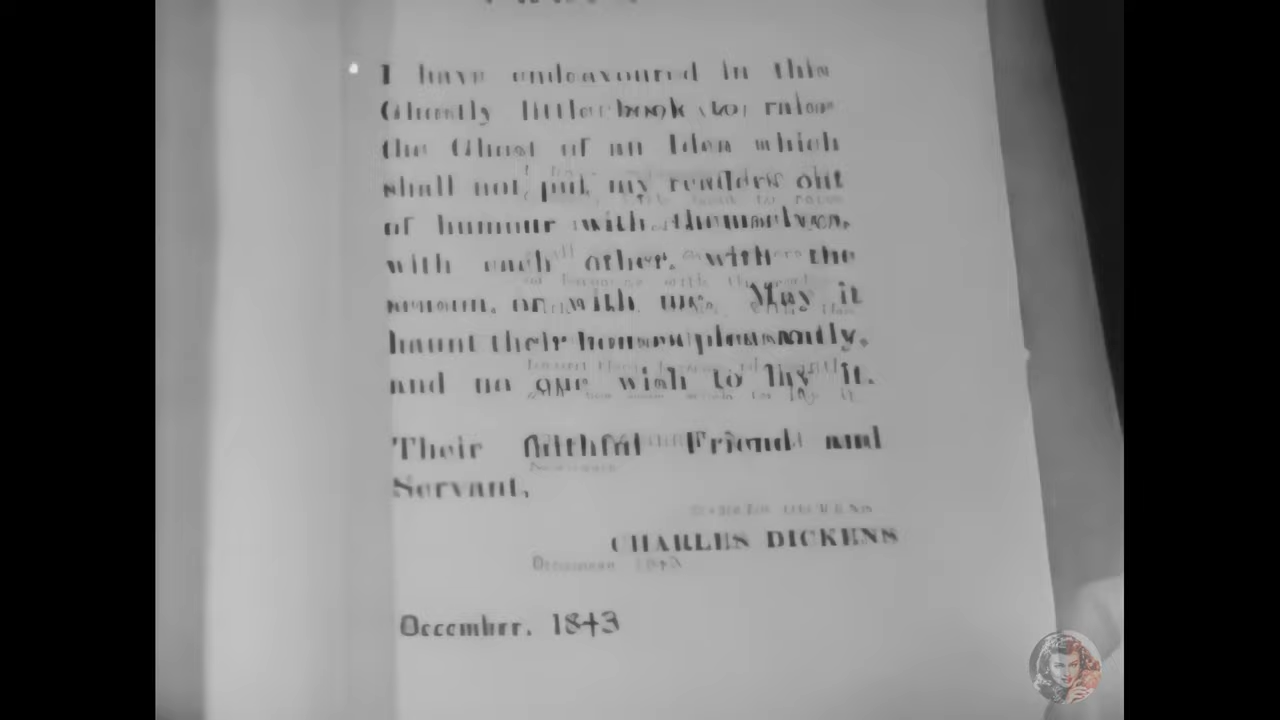 I have endeavoured in this
Ghostly little book to raise
the Ghost of an Idea which
shall not put my readers out
of humour with themselves,
with each other, with the
season, or with me. May it
haunt their houses pleasantly,
and no one wish to lay it.
Their faithful Friend and
Servant,
CHARLES DICKENS
December, 1843